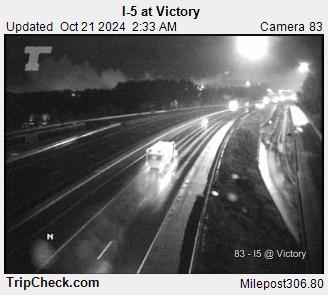 I-5 at Victory
Updated Oct 21 2024 2:33 AM Camera 83
T
N
83 - I5 @ Victory
TripCheck.com Milepost306.80